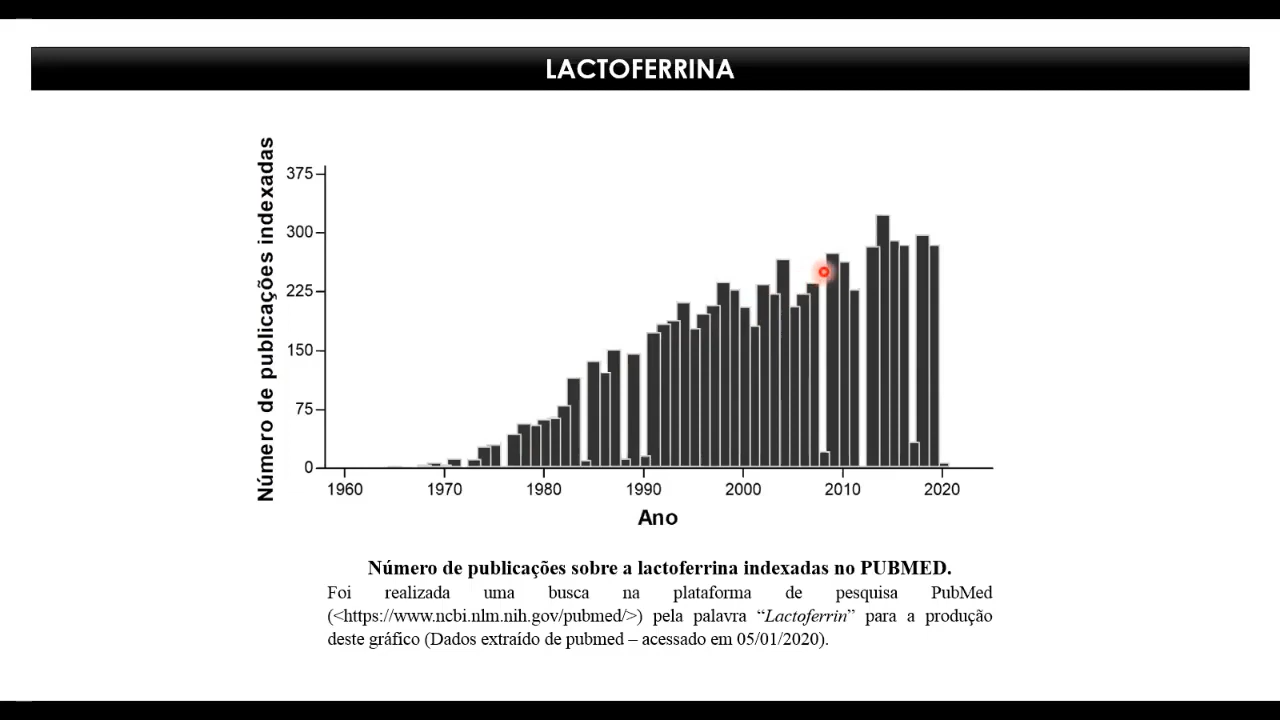 LACTOFERRINA
Número de publicações indexadas
375
300
225
150
75
0
1960 1970 1980 1990 2000 2010 2020
Ano
Número de publicações sobre a lactoferrina indexadas no PUBMED.
Foi realizada uma busca na plataforma de pesquisa PubMed
(<https://www.ncbi.nlm.nih.gov/pubmed/>) pela palavra “Lactoferrin” para a produção
deste gráfico (Dados extraído de pubmed – acessado em 05/01/2020).